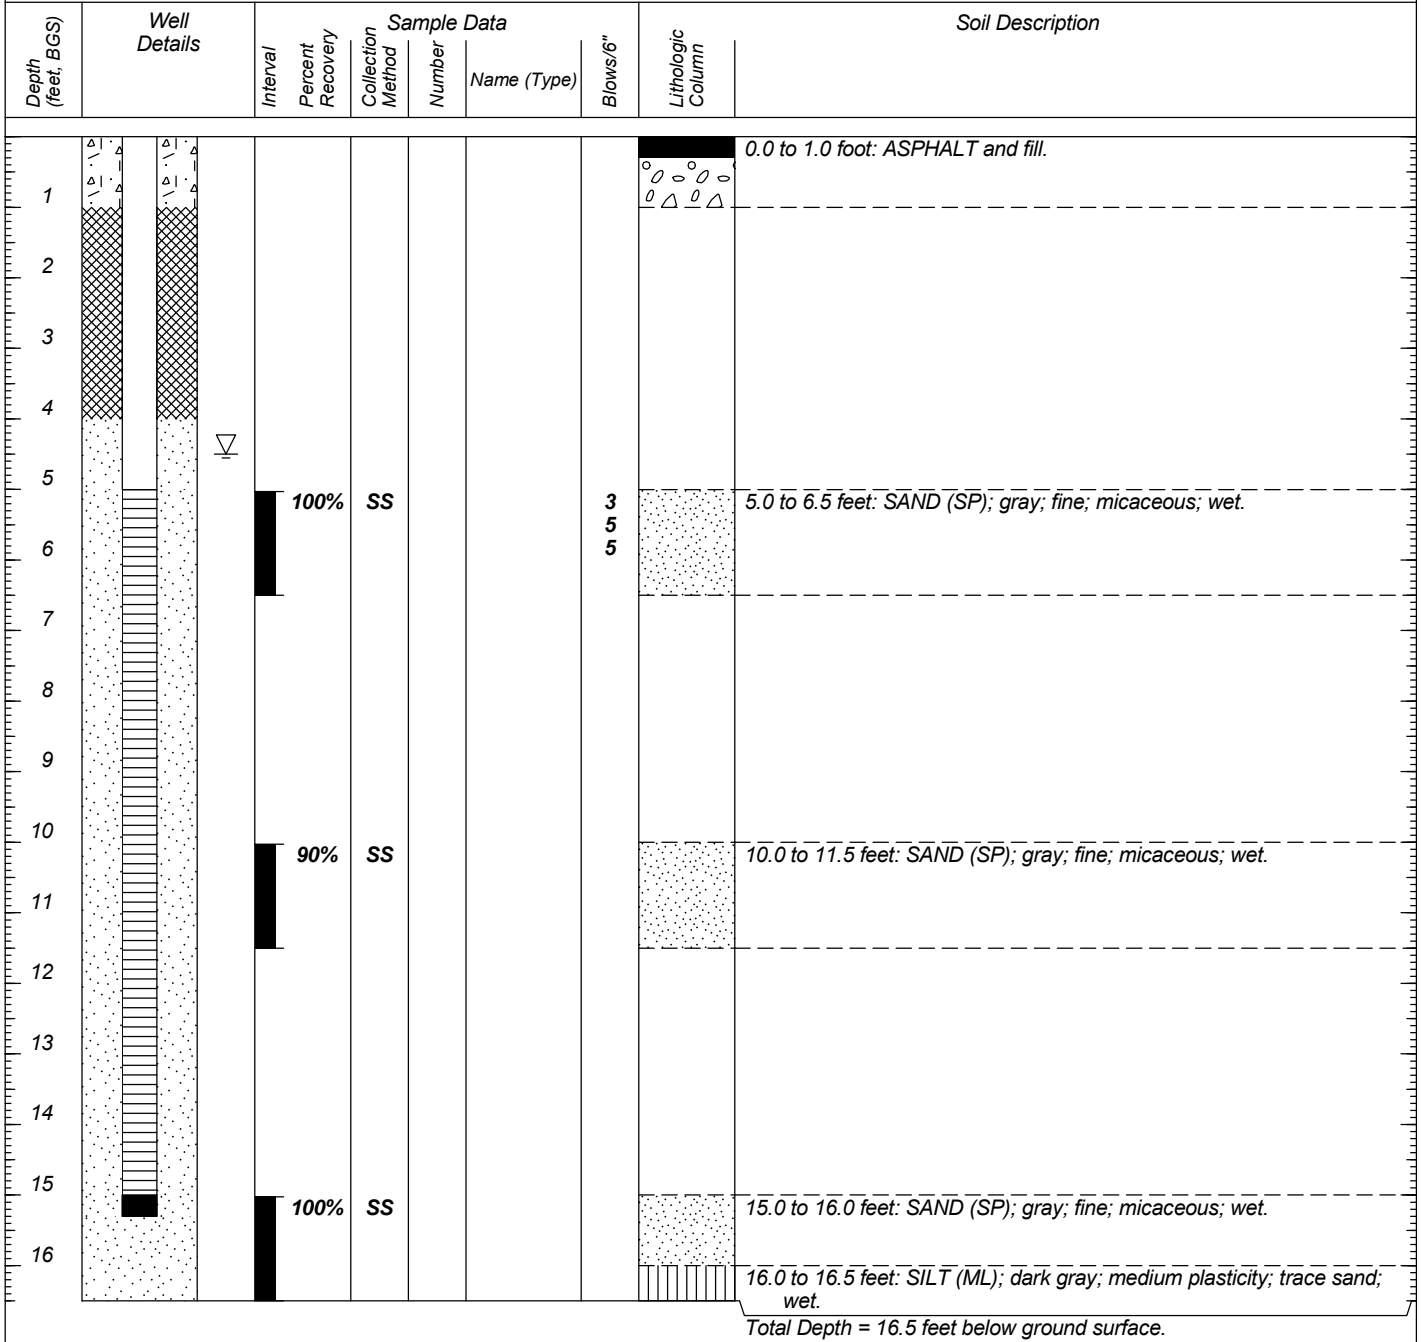 Depth
(feet, BGS)
Well
Details
Sample Data
Interval
Percent
Recovery
Collection
Method
Number
Name (Type)
Blows/6"
Lithologic
Column
Soil Description
0.0 to 1.0 foot: ASPHALT and fill.
1
2
3
4
5
100% SS 3 5.0 to 6.5 feet: SAND (SP); gray; fine; micaceous; wet.
5
6 5
7
8
9
10
90% SS 10.0 to 11.5 feet: SAND (SP); gray; fine; micaceous; wet.
11
12
13
14
15
100% SS 15.0 to 16.0 feet: SAND (SP); gray; fine; micaceous; wet.
16
16.0 to 16.5 feet: SILT (ML); dark gray; medium plasticity; trace sand;
wet.
Total Depth = 16.5 feet below ground surface.